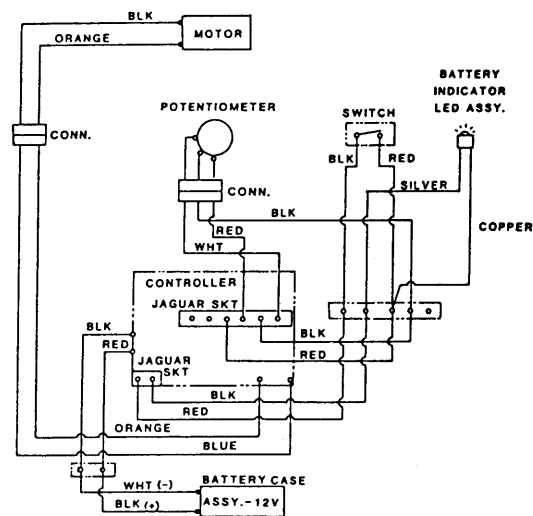 BLK
MOTOR
ORANGE
BATTERY
INDICATOR
LED ASSY.
POTENTIOMETER
SWITCH
CONN.
BLK
RED
SILVER
CONN.
BLK
COPPER
RED
WHT
CONTROLLER
JAGUAR SKT
BLK
BLK
RED
RED
JAGUAR
SKT
BLK
RED
ORANGE
BLUE
BATTERY CASE
WHT (-)
ASSY.-12V
BLK (+)